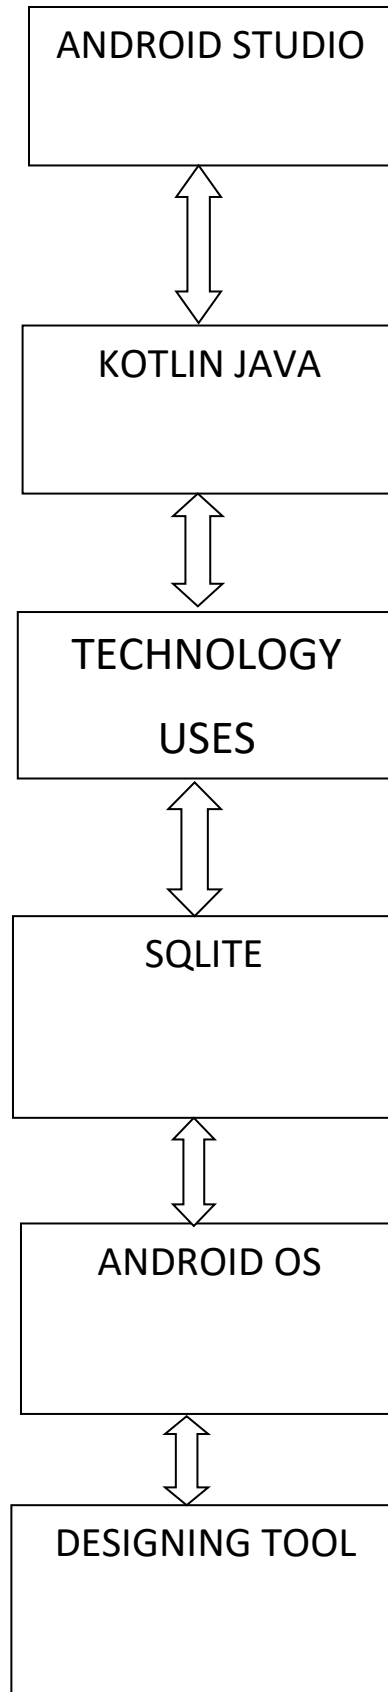 ANDROID STUDIO
KOTLIN JAVA
TECHNOLOGY
USES
SQLITE
ANDROID OS
DESIGNING TOOL